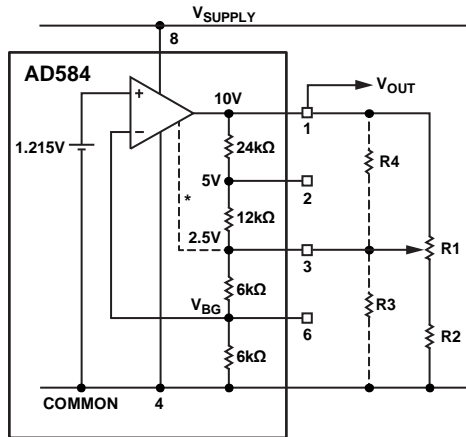 VSUPPLY
8
AD584
10V
VOUT
1
+
–
1.215V
24kΩ
R4
5V
2
*
12kΩ
2.5V
3
R1
6kΩ
R3
VBG
6
R2
6kΩ
COMMON
4